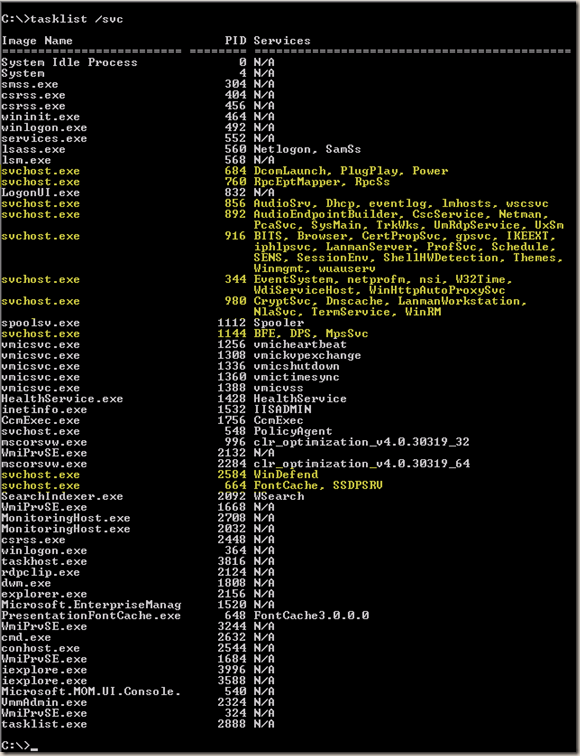 C:\>tasklist /svc
Image Name                     PID Services
========================= ======== ============================================
System Idle Process              0 N/A
System                           4 N/A
smss.exe                       304 N/A
csrss.exe                      404 N/A
csrss.exe                      456 N/A
wininit.exe                    464 N/A
winlogon.exe                   492 N/A
services.exe                   552 N/A
lsass.exe                      560 Netlogon, SamSs
lsm.exe                        568 N/A
svchost.exe                    684 DcomLaunch, PlugPlay, Power
svchost.exe                    760 RpcEptMapper, RpcSs
LogonUI.exe                    832 N/A
svchost.exe                    856 AudioSrv, Dhcp, eventlog, lmhosts, wscsvc
svchost.exe                    892 AudioEndpointBuilder, CscService, Netman,
                                   PcaSvc, SysMain, TrkWks, UmRdpService, UxSm
svchost.exe                    916 BITS, Browser, CertPropSvc, gpsvc, IKEEXT,
                                   iphlpsvc, LanmanServer, ProfSvc, Schedule,
                                   SENS, SessionEnv, ShellHWDetection, Themes,
                                   Winmgmt, wuauserv
svchost.exe                    344 EventSystem, netprofm, nsi, W32Time,
                                   WdiServiceHost, WinHttpAutoProxySvc
svchost.exe                    980 CryptSvc, Dnscache, LanmanWorkstation,
                                   NlaSvc, TermService, WinRM
spoolsv.exe                   1112 Spooler
svchost.exe                   1144 BFE, DPS, MpsSvc
vmicsvc.exe                   1256 vmicheartbeat
vmicsvc.exe                   1308 vmickvpexchange
vmicsvc.exe                   1336 vmicshutdown
vmicsvc.exe                   1360 vmictimesync
vmicsvc.exe                   1388 vmicvss
HealthService.exe             1428 HealthService
inetinfo.exe                  1532 IISADMIN
CcmExec.exe                   1756 CcmExec
svchost.exe                    548 PolicyAgent
mscorsvw.exe                   996 clr_optimization_v4.0.30319_32
WmiPrvSE.exe                  2132 N/A
mscorsvw.exe                  2284 clr_optimization_v4.0.30319_64
svchost.exe                   2584 WinDefend
svchost.exe                    664 FontCache, SSDPSRV
SearchIndexer.exe             2092 WSearch
WmiPrvSE.exe                  1668 N/A
MonitoringHost.exe            2708 N/A
MonitoringHost.exe            2032 N/A
csrss.exe                     2448 N/A
winlogon.exe                   364 N/A
taskhost.exe                  3816 N/A
rdpclip.exe                   2124 N/A
dwm.exe                       1808 N/A
explorer.exe                  2156 N/A
Microsoft.EnterpriseManag     1520 N/A
PresentationFontCache.exe      648 FontCache3.0.0.0
WmiPrvSE.exe                  3244 N/A
cmd.exe                       2632 N/A
conhost.exe                   2544 N/A
WmiPrvSE.exe                  1684 N/A
iexplore.exe                  3996 N/A
iexplore.exe                  3588 N/A
Microsoft.MOM.UI.Console.      540 N/A
VmmAdmin.exe                  2324 N/A
WmiPrvSE.exe                   324 N/A
tasklist.exe                  2888 N/A
C:\>_